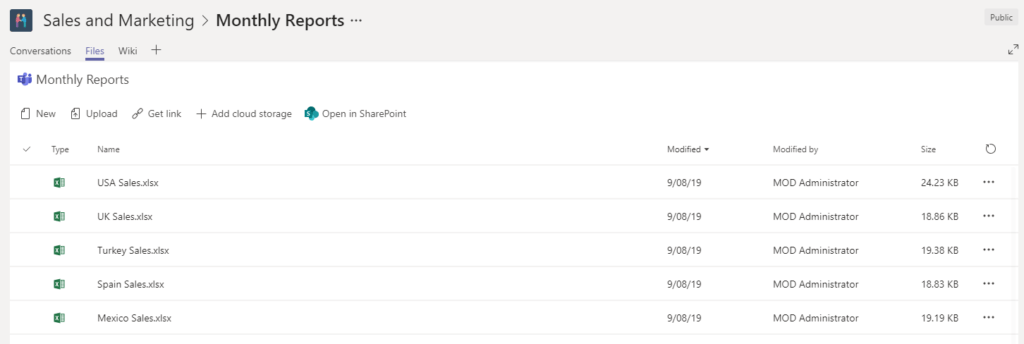 Sales and Marketing > Monthly Reports ··· Public
Conversations Files Wiki +
Monthly Reports
New Upload Get link + Add cloud storage Open in SharePoint
Type Name Modified Modified by Size
USA Sales.xlsx 9/08/19 MOD Administrator 24.23 KB ···
UK Sales.xlsx 9/08/19 MOD Administrator 18.86 KB ···
Turkey Sales.xlsx 9/08/19 MOD Administrator 19.38 KB ···
Spain Sales.xlsx 9/08/19 MOD Administrator 18.83 KB ···
Mexico Sales.xlsx 9/08/19 MOD Administrator 19.19 KB ···